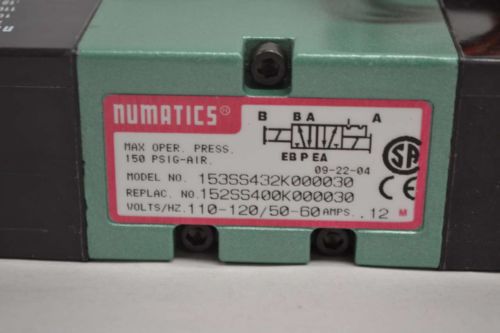 numatics®
B B A A
EB P EA
MAX OPER. PRESS.
150 PSIG-AIR.
09-22-04
MODEL NO. 153SS432K000030
REPLAC. NO. 152SS400K000030
VOLTS/HZ. 110-120/50-60 AMPS. .12 M
SA
CE